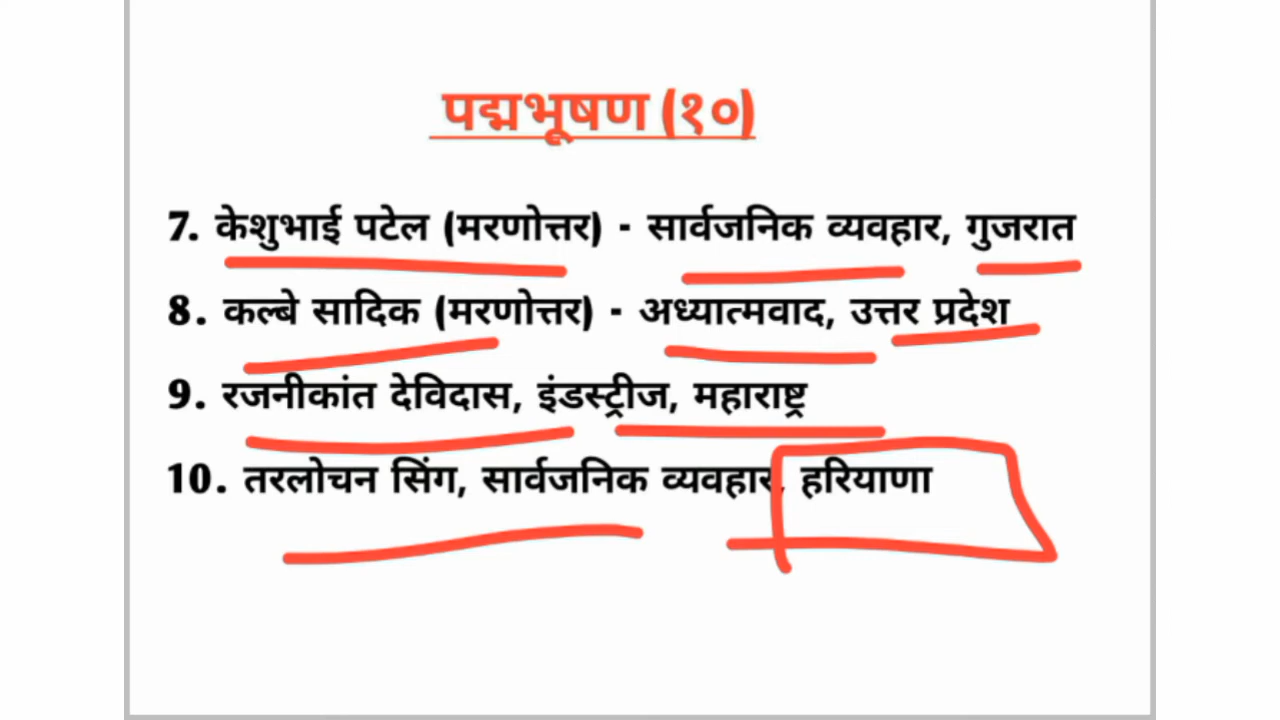 पद्मभूषण (१०)
7. केशुभाई पटेल (मरणोत्तर) - सार्वजनिक व्यवहार, गुजरात
8. कल्बे सादिक (मरणोत्तर) - अध्यात्मवाद, उत्तर प्रदेश
9. रजनीकांत देविदास, इंडस्ट्रीज, महाराष्ट्र
10. तरलोचन सिंग, सार्वजनिक व्यवहार, हरियाणा